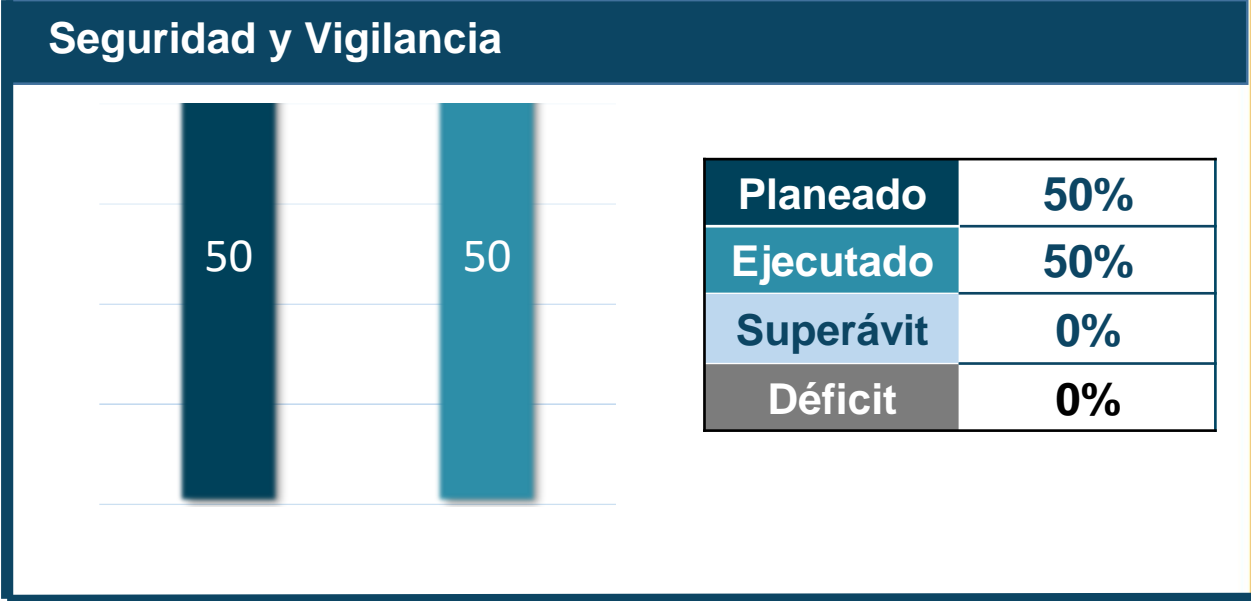 Seguridad y Vigilancia
50 50
Planeado 50%
Ejecutado 50%
Superávit 0%
Déficit 0%